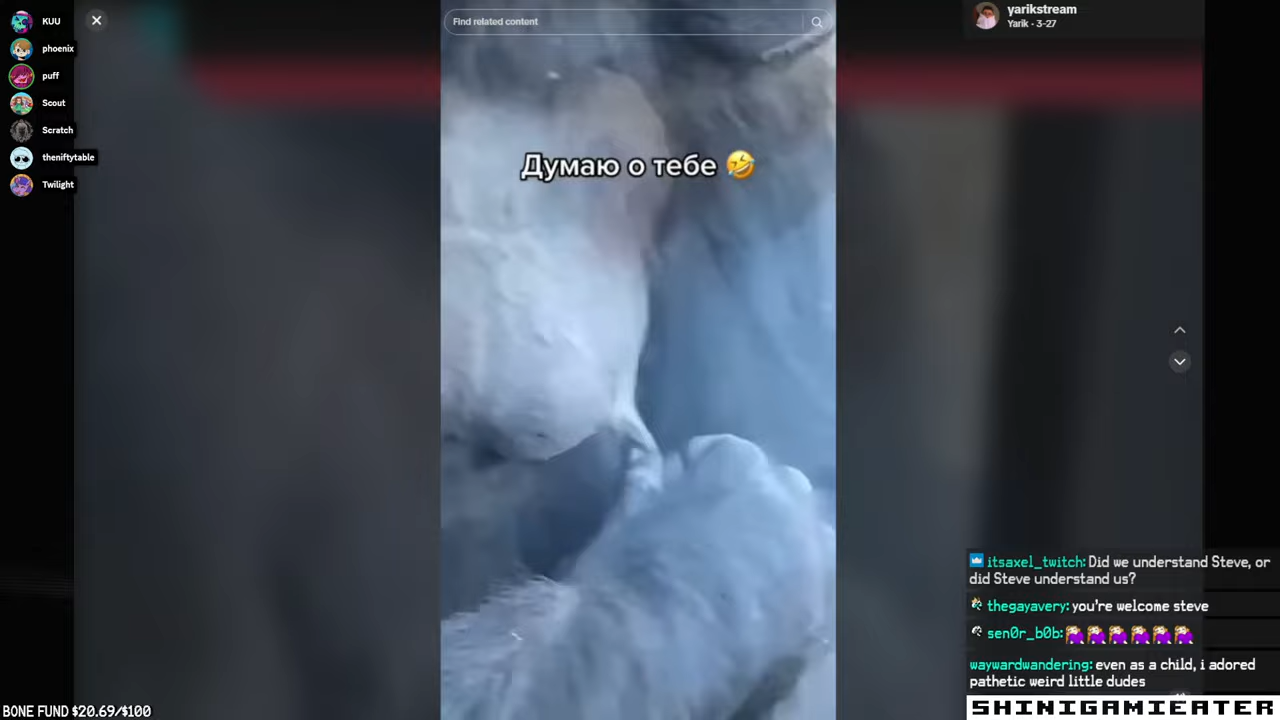 KUU
phoenix
puff
Scout
Scratch
theniftytable
Twilight
Find related content
Думаю о тебе 🤣
yarikstream
Yarik · 3-27
itsaxel_twitch: Did we understand Steve, or
did Steve understand us?
thegayavery: you're welcome steve
sen0r_b0b:
waywardwandering: even as a child, i adored
pathetic weird little dudes
SHINIGAMIEATER
BONE FUND $20.69/$100